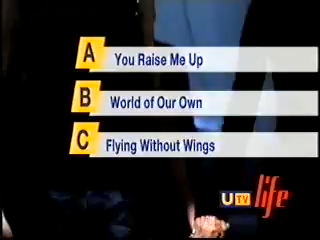 A You Raise Me Up
B World of Our Own
C Flying Without Wings
UTV life